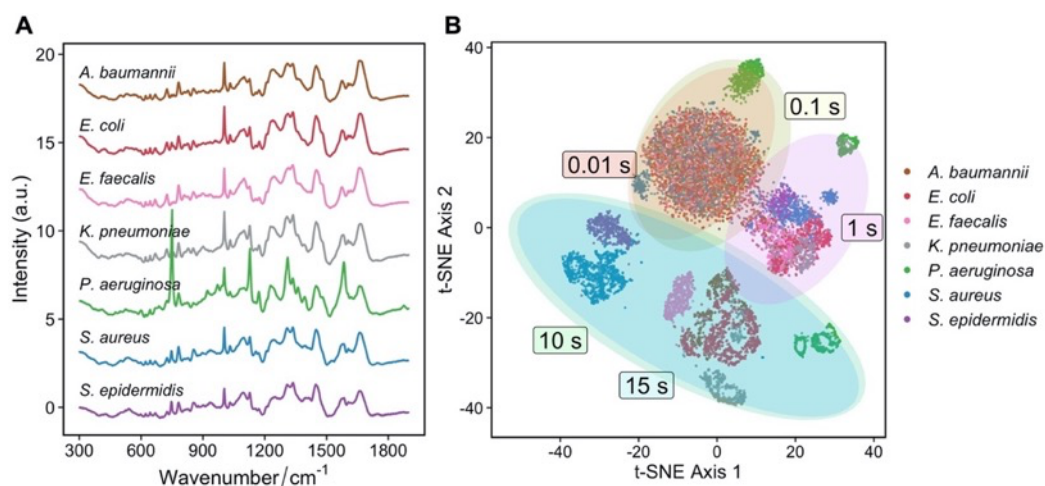 A
20
15
10
5
0
Intensity (a.u.)
A. baumannii
E. coli
E. faecalis
K. pneumoniae
P. aeruginosa
S. aureus
S. epidermidis
300 600 900 1200 1500 1800
Wavenumber/cm⁻¹
B
40
20
0
-20
-40
t-SNE Axis 2
0.1 s
0.01 s
1 s
10 s
15 s
-40 -20 0 20 40
t-SNE Axis 1
A. baumannii
E. coli
E. faecalis
K. pneumoniae
P. aeruginosa
S. aureus
S. epidermidis